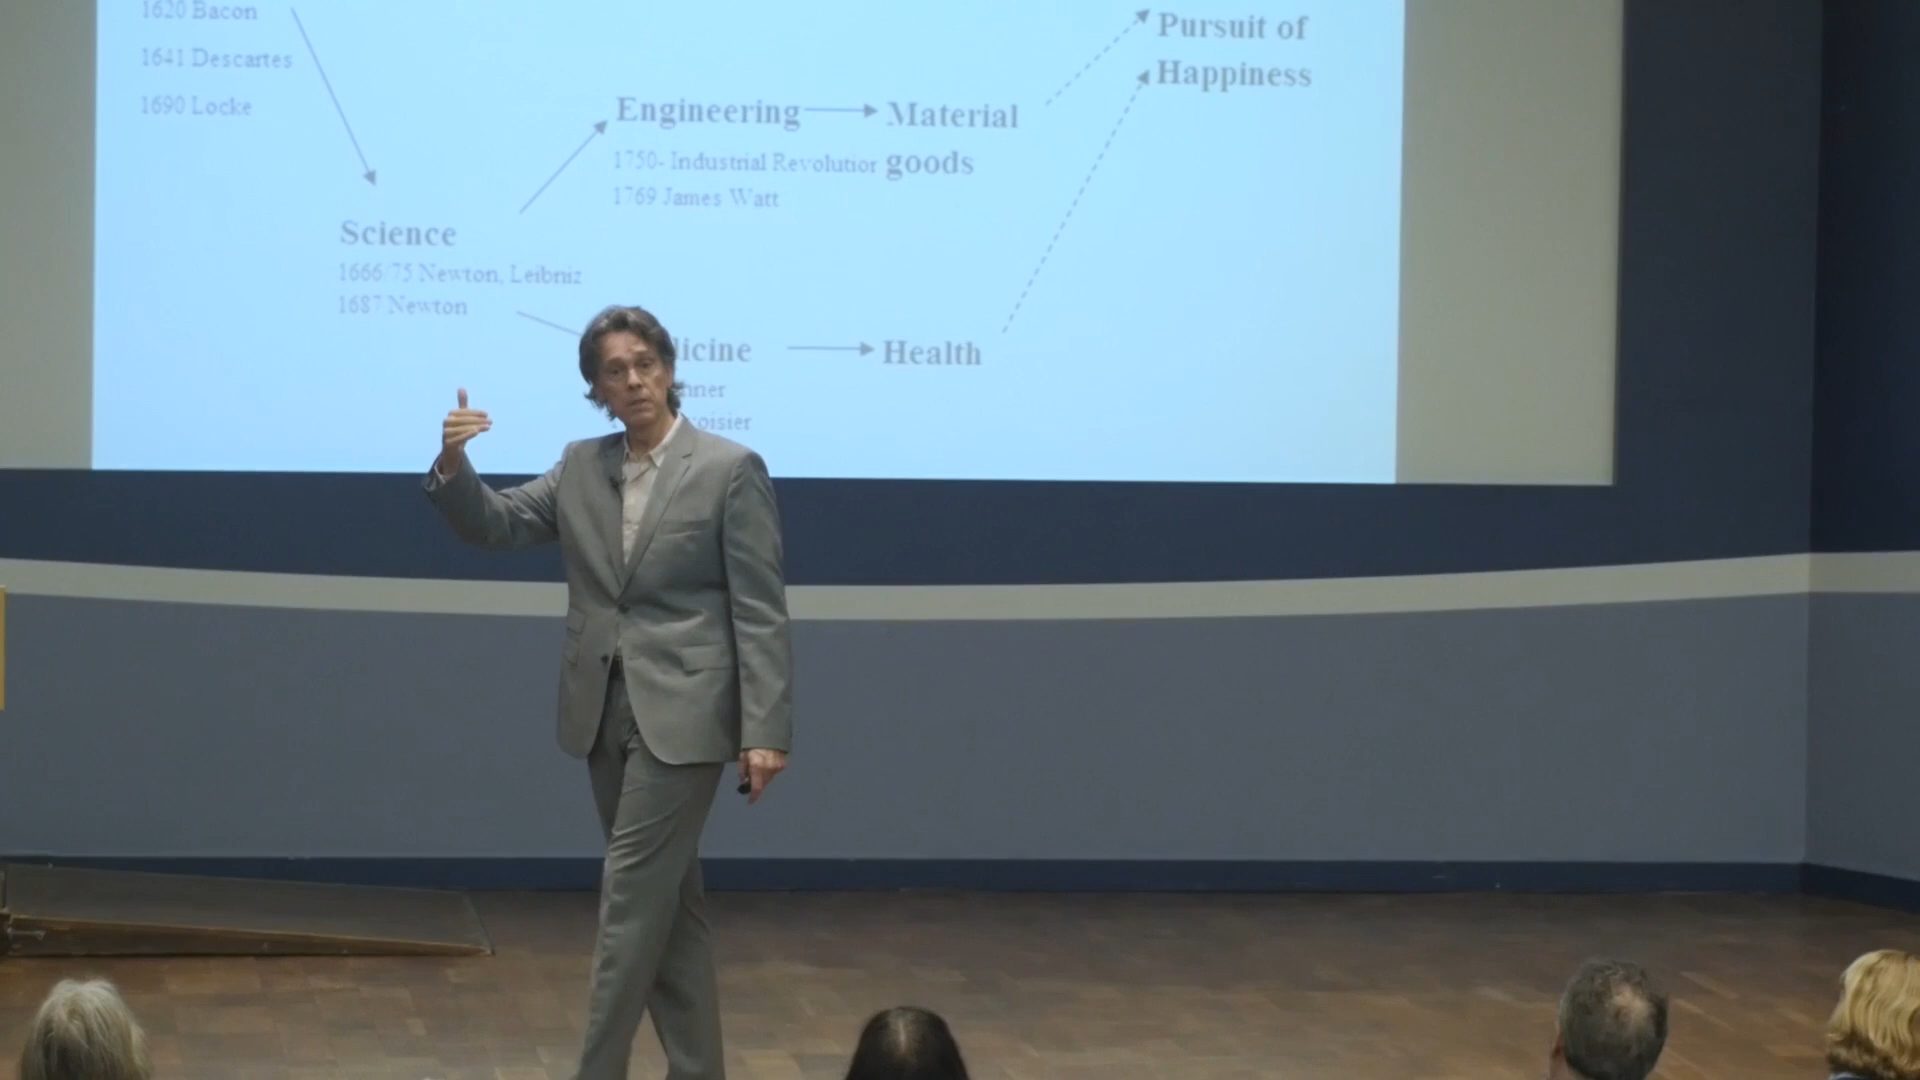 1620 Bacon
1641 Descartes
1690 Locke
Pursuit of
Happiness
Engineering
Material
goods
1750- Industrial Revolution
1769 James Watt
Science
1666/75 Newton, Leibniz
1687 Newton
Health